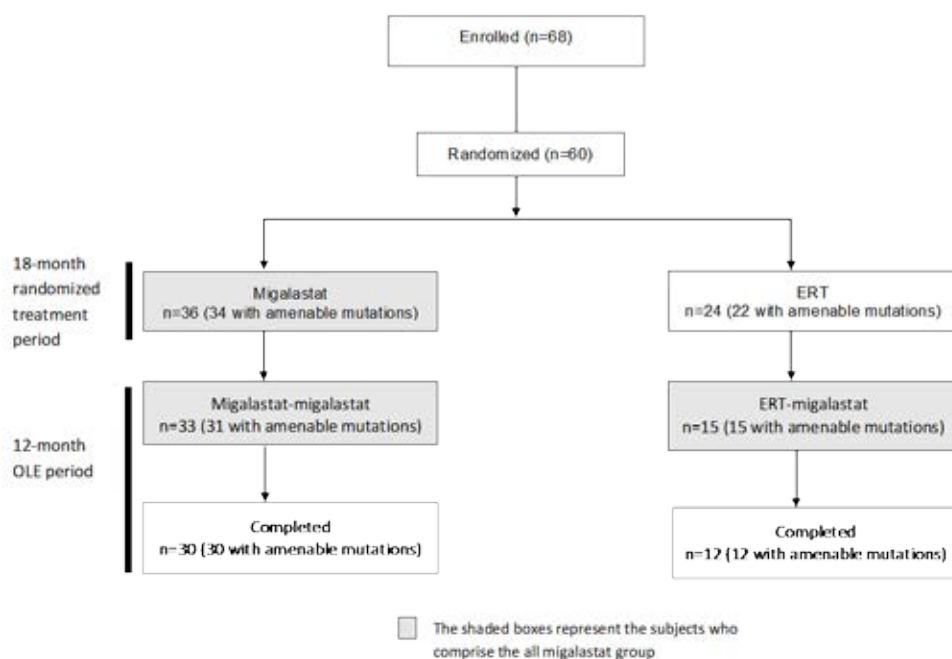 Enrolled (n=68)
Randomized (n=60)
18-month
randomized
treatment
period
Migalastat
n=36 (34 with amenable mutations)
ERT
n=24 (22 with amenable mutations)
12-month
OLE period
Migalastat-migalastat
n=33 (31 with amenable mutations)
ERT-migalastat
n=15 (15 with amenable mutations)
Completed
n=30 (30 with amenable mutations)
Completed
n=12 (12 with amenable mutations)
The shaded boxes represent the subjects who
comprise the all migalastat group